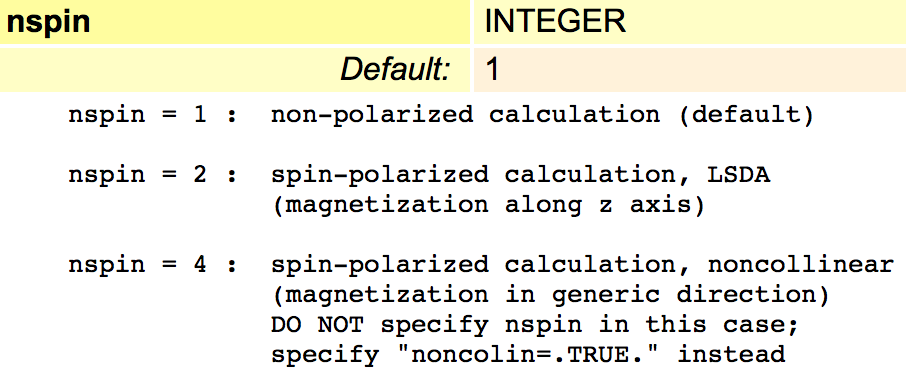 nspin INTEGER
Default: 1
nspin = 1 : non-polarized calculation (default)
nspin = 2 : spin-polarized calculation, LSDA
(magnetization along z axis)
nspin = 4 : spin-polarized calculation, noncollinear
(magnetization in generic direction)
DO NOT specify nspin in this case;
specify "noncolin=.TRUE." instead